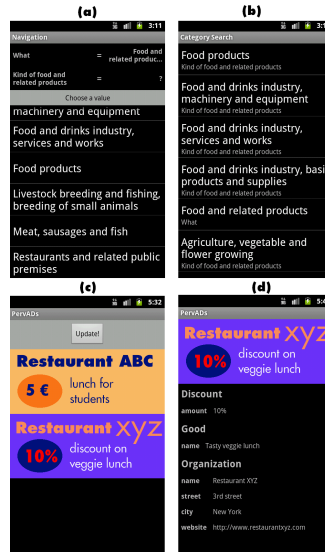 (a)
3:11
Navigation
What = Food and
related produc...
Kind of food and
related products = ?
Choose a value
machinery and equipment
Food and drinks industry,
services and works
Food products
Livestock breeding and fishing,
breeding of small animals
Meat, sausages and fish
Restaurants and related public
premises
(b)
Category Search
Food products
Kind of food and related products
Food and drinks industry,
machinery and equipment
Kind of food and related products
Food and drinks industry,
services and works
Kind of food and related products
Food and drinks industry, basi
products and supplies
Kind of food and related products
Food and related products
What
Agriculture, vegetable and
flower growing
Kind of food and related products
(c)
5:32
PervADs
Update!
Restaurant ABC
5 € lunch for
students
Restaurant xyz
10% discount on
veggie lunch
(d)
PervADs
Restaurant xyz
10% discount on
veggie lunch
Discount
amount 10%
Good
name Tasty veggie lunch
Organization
name Restaurant XYZ
street 3rd street
city New York
website http://www.restaurantxyz.com